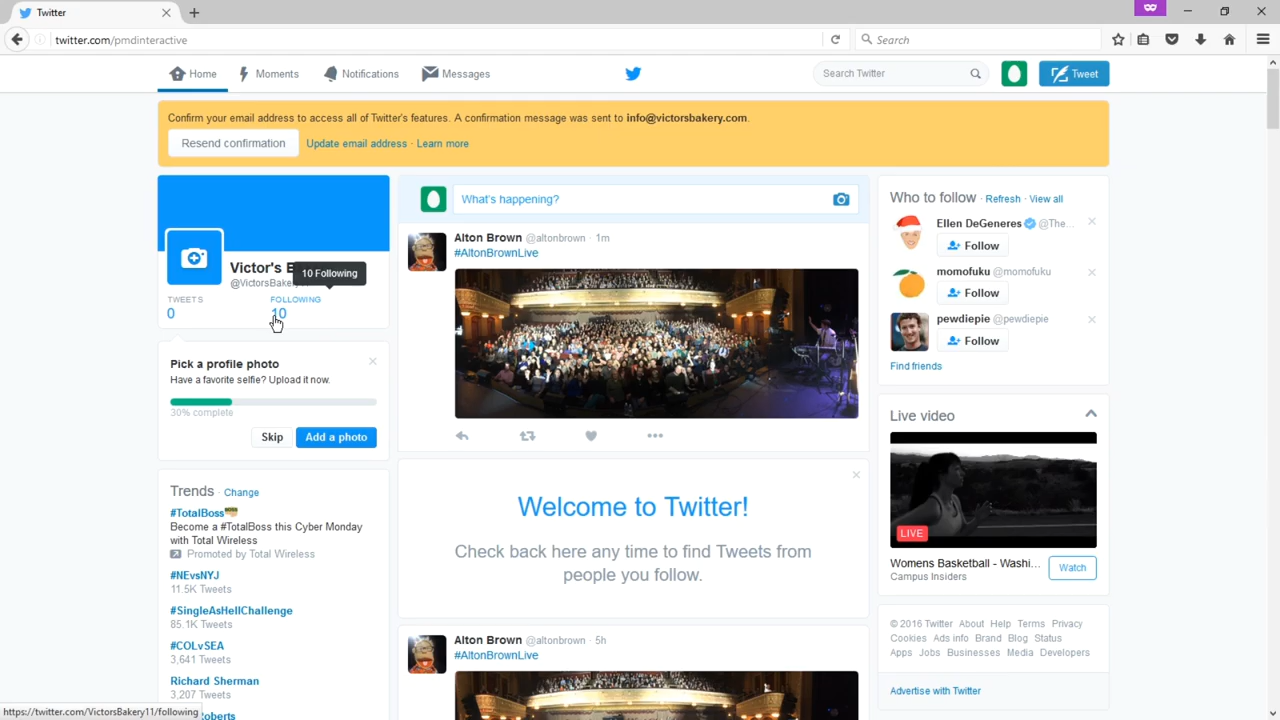 Twitter
twitter.com/pmdinteractive
Search
Home
Moments
Notifications
Messages
Search Twitter
Tweet
Confirm your email address to access all of Twitter's features. A confirmation message was sent to info@victorsbakery.com.
Resend confirmation
Update email address · Learn more
Victor's B
10 Following
@VictorsBakery
TWEETS
0
FOLLOWING
10
Pick a profile photo
Have a favorite selfie? Upload it now.
30% complete
Skip
Add a photo
Trends · Change
#TotalBoss
Become a #TotalBoss this Cyber Monday
with Total Wireless
Promoted by Total Wireless
#NEvsNYJ
11.5K Tweets
#SingleAsHellChallenge
85.1K Tweets
#COLvSEA
3,641 Tweets
Richard Sherman
3,207 Tweets
What's happening?
Alton Brown @altonbrown · 1m
#AltonBrownLive
Welcome to Twitter!
Check back here any time to find Tweets from
people you follow.
Alton Brown @altonbrown · 5h
#AltonBrownLive
Who to follow · Refresh · View all
Ellen DeGeneres @The...
Follow
momofuku @momofuku
Follow
pewdiepie @pewdiepie
Follow
Find friends
Live video
LIVE
Womens Basketball - Washi...
Campus Insiders
Watch
© 2016 Twitter About Help Terms Privacy
Cookies Ads info Brand Blog Status
Apps Jobs Businesses Media Developers
Advertise with Twitter
https://twitter.com/VictorsBakery11/following